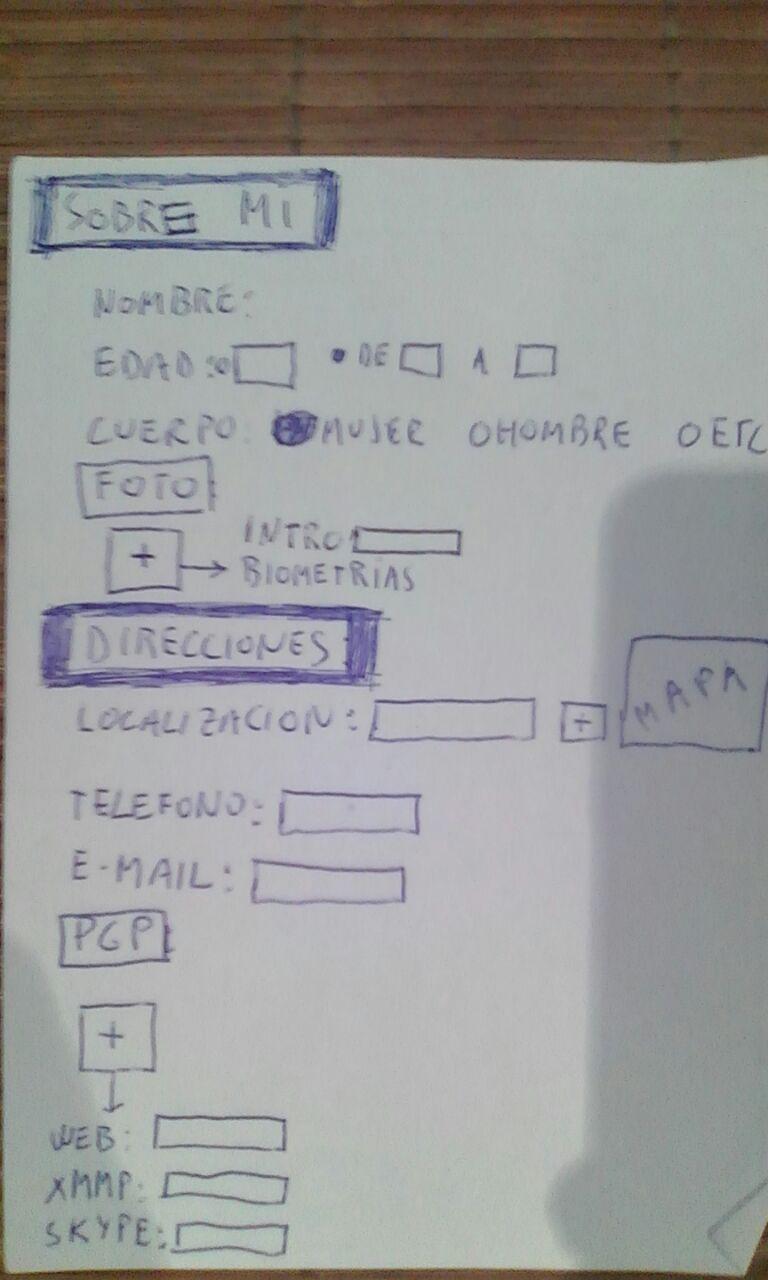 SOBRE MI
NOMBRE:
EDAD: DE A
CUERPO: MUJER HOMBRE ETC
FOTO
+ INTRO:
BIOMETRIAS
DIRECCIONES
LOCALIZACION: + MAPA
TELEFONO:
E-MAIL:
PGP
+
WEB:
XMMP:
SKYPE: